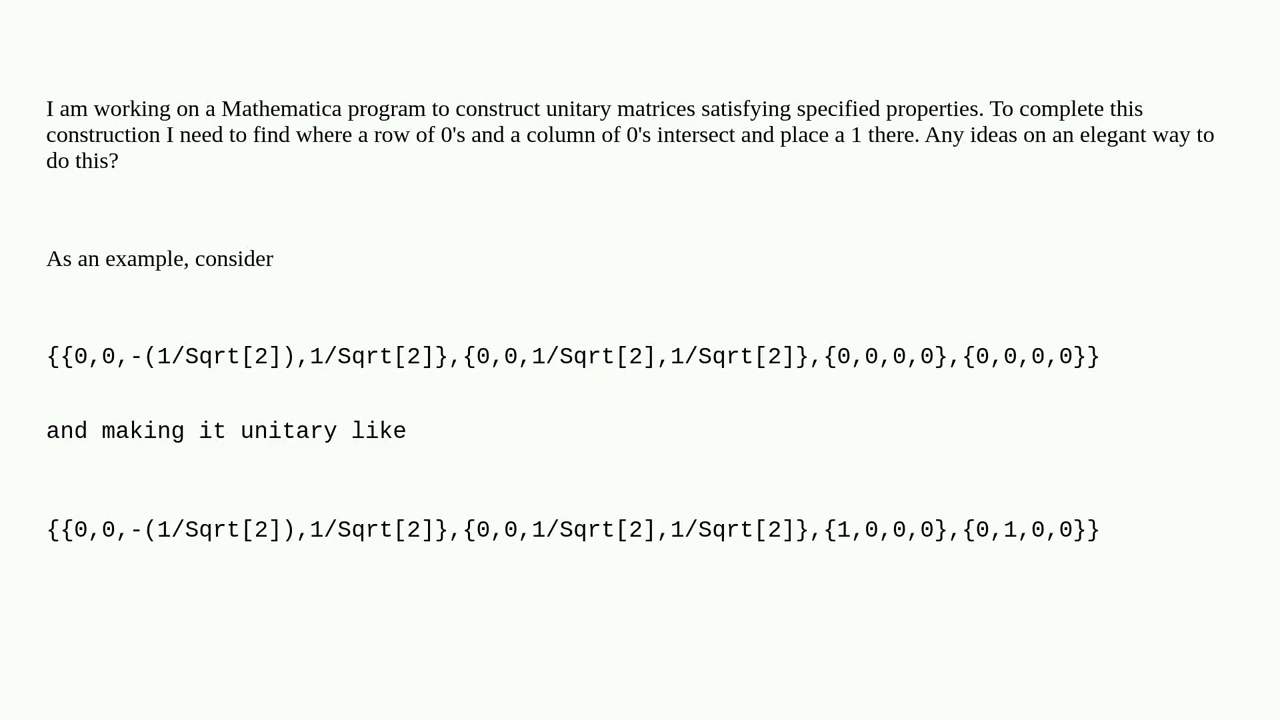 I am working on a Mathematica program to construct unitary matrices satisfying specified properties. To complete this
construction I need to find where a row of 0's and a column of 0's intersect and place a 1 there. Any ideas on an elegant way to
do this?
As an example, consider
{{0,0,-(1/Sqrt[2]),1/Sqrt[2]},{0,0,1/Sqrt[2],1/Sqrt[2]},{0,0,0,0},{0,0,0,0}}
and making it unitary like
{{0,0,-(1/Sqrt[2]),1/Sqrt[2]},{0,0,1/Sqrt[2],1/Sqrt[2]},{1,0,0,0},{0,1,0,0}}